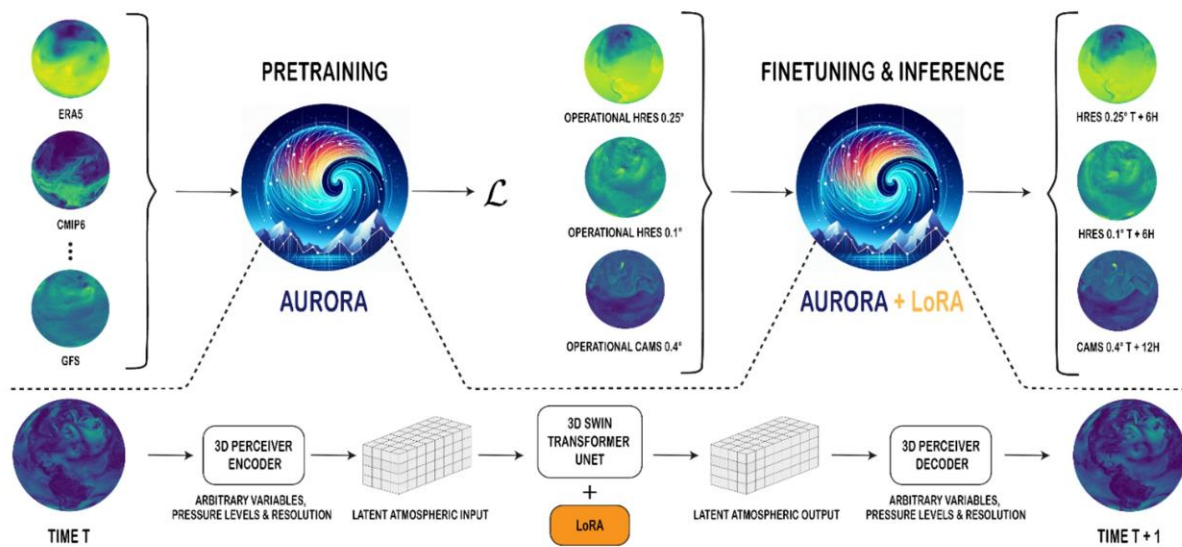 PRETRAINING
ERA5
CMIP6
⋮
GFS
AURORA
ℒ
OPERATIONAL HRES 0.25°
OPERATIONAL HRES 0.1°
OPERATIONAL CAMS 0.4°
FINETUNING & INFERENCE
AURORA + LoRA
HRES 0.25° T + 6H
HRES 0.1° T + 6H
CAMS 0.4° T + 12H
TIME T
3D PERCEIVER
ENCODER
ARBITRARY VARIABLES,
PRESSURE LEVELS & RESOLUTION
LATENT ATMOSPHERIC INPUT
3D SWIN
TRANSFORMER
UNET
+
LoRA
LATENT ATMOSPHERIC OUTPUT
3D PERCEIVER
DECODER
ARBITRARY VARIABLES,
PRESSURE LEVELS & RESOLUTION
TIME T + 1